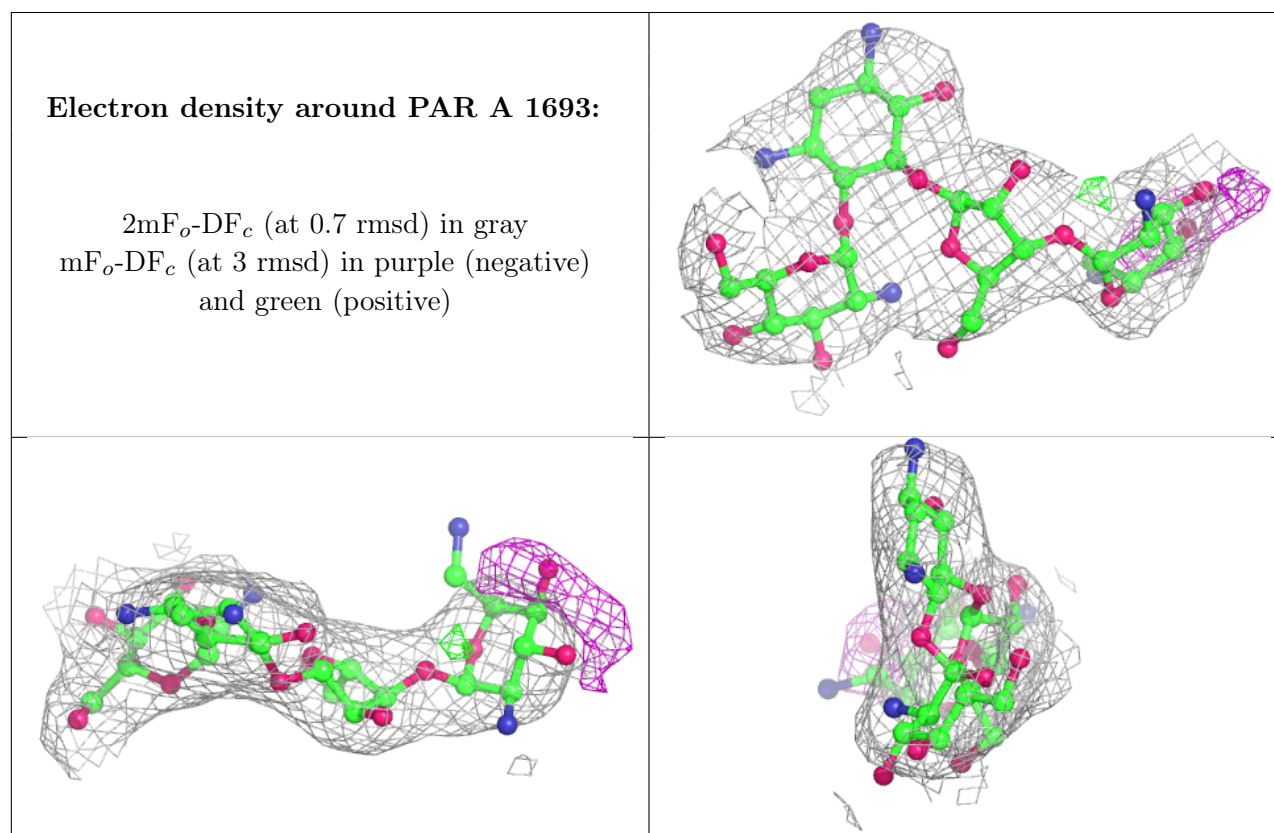 Electron density around PAR A 1693:
2mFo-DFc (at 0.7 rmsd) in gray
mFo-DFc (at 3 rmsd) in purple (negative)
and green (positive)